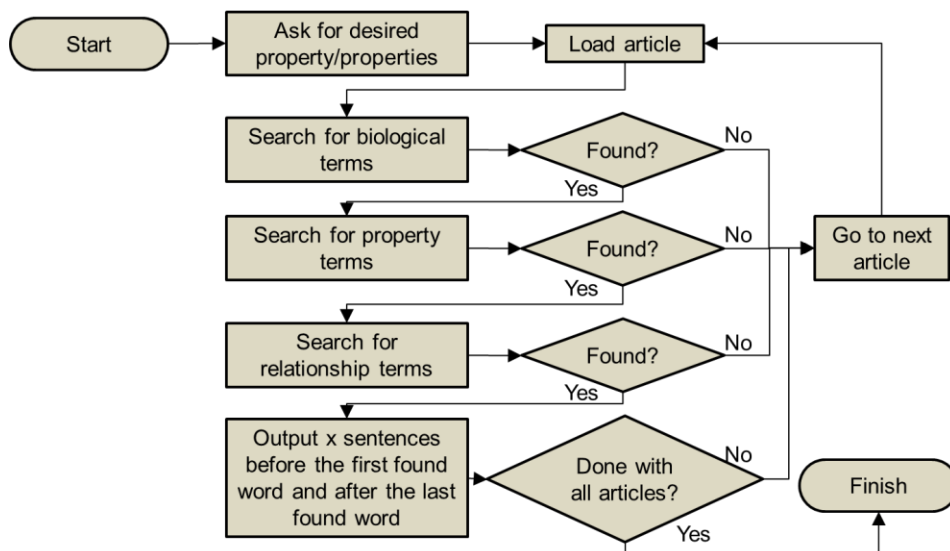 Start
Ask for desired
property/properties
Load article
Search for biological
terms
Found?
No
Yes
Search for property
terms
Found?
No
Go to next
article
Yes
Search for
relationship terms
Found?
No
Yes
Output x sentences
before the first found
word and after the last
found word
Done with
all articles?
No
Finish
Yes